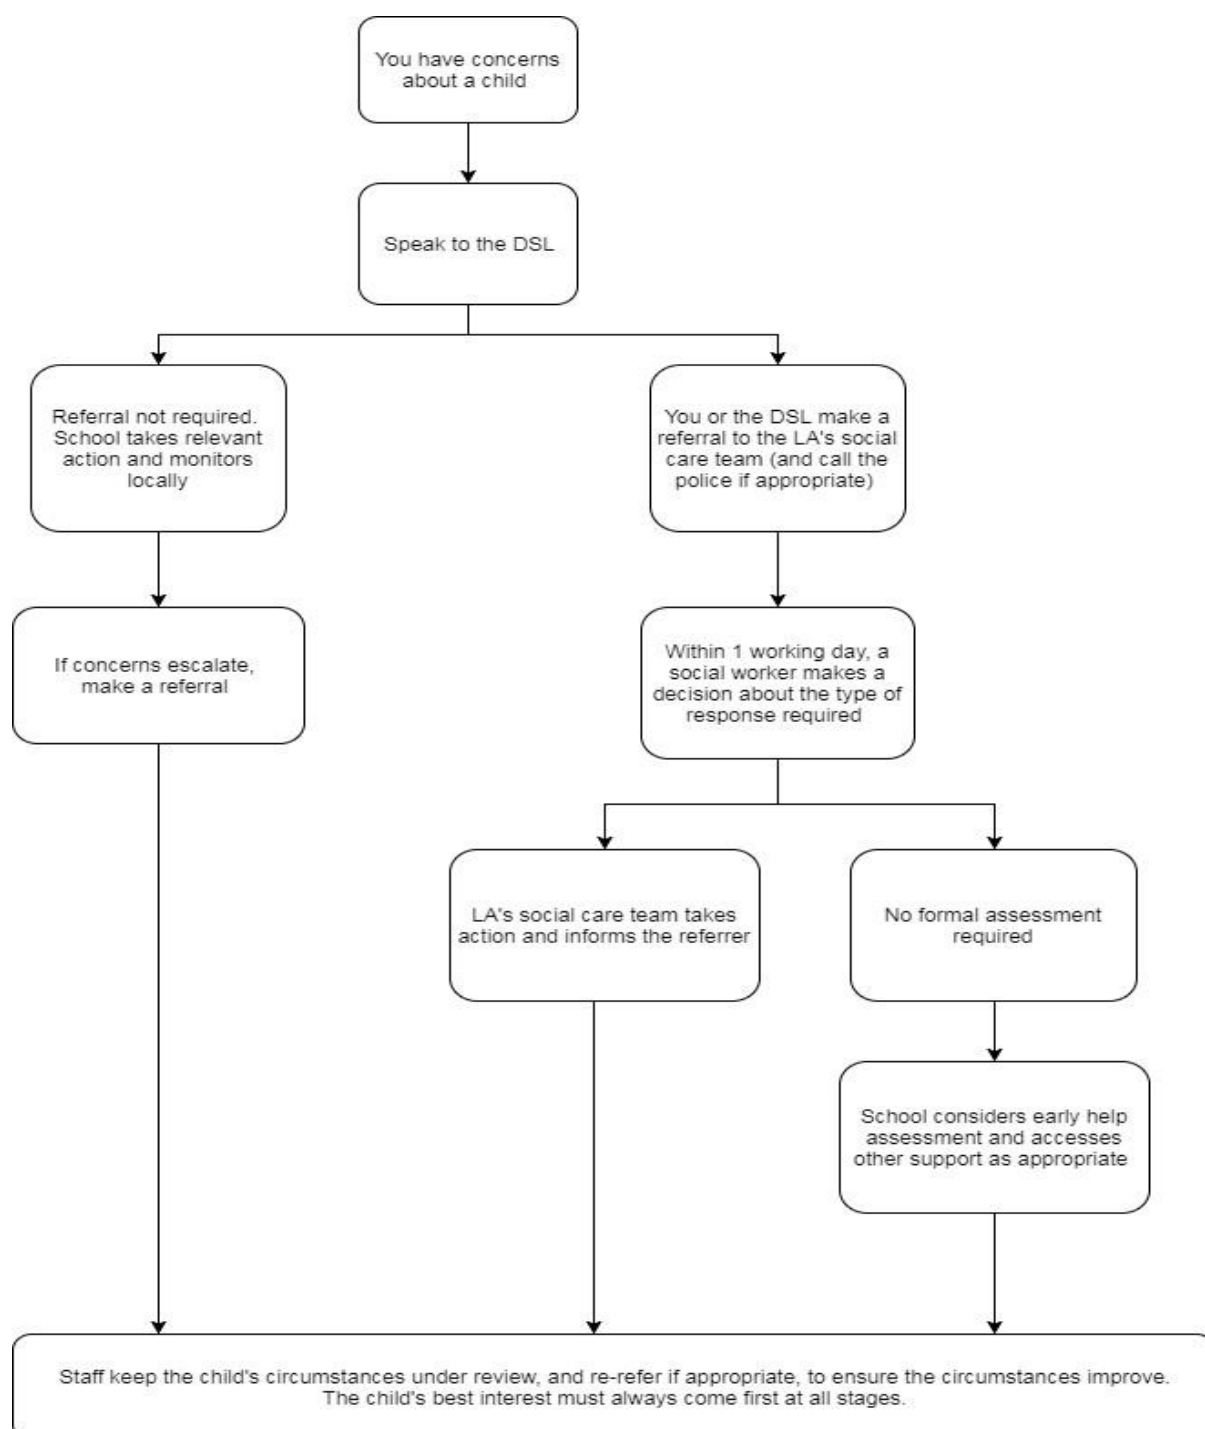 You have concerns
about a child
Speak to the DSL
Referral not required.
School takes relevant
action and monitors
locally
You or the DSL make a
referral to the LA's social
care team (and call the
police if appropriate)
If concerns escalate,
make a referral
Within 1 working day, a
social worker makes a
decision about the type of
response required
LA's social care team takes
action and informs the referrer
No formal assessment
required
School considers early help
assessment and accesses
other support as appropriate
Staff keep the child's circumstances under review, and re-refer if appropriate, to ensure the circumstances improve.
The child's best interest must always come first at all stages.